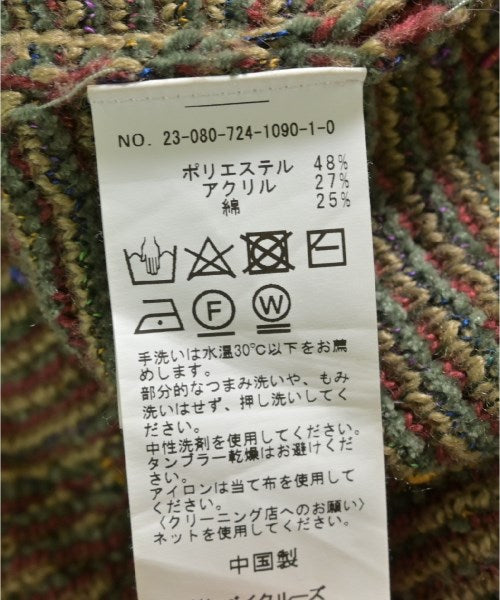 NO. 23-080-724-1090-1-0
ポリエステル 48%
アクリル 27%
綿 25%
F W
手洗いは水温30℃以下をお薦
めします。
部分的なつまみ洗いや、もみ
洗いはせず、押し洗いしてく
ださい。
中性洗剤を使用してください。
タンブラー乾燥はお避けくだ
さい。
アイロンは当て布を使用して
ください。
〈クリーニング店へのお願い〉
ネットを使用してください。
中国製
バイクルーズ